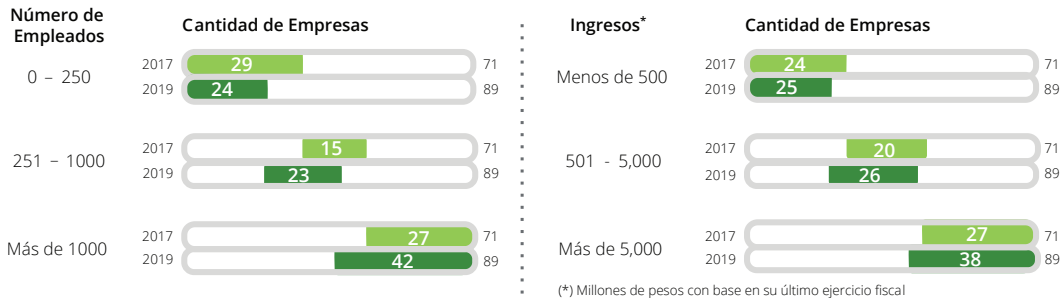 Número de
Empleados
Cantidad de Empresas
0 – 250
2017 29 71
2019 24 89
251 – 1000
2017 15 71
2019 23 89
Más de 1000
2017 27 71
2019 42 89
Ingresos*
Cantidad de Empresas
Menos de 500
2017 24 71
2019 25 89
501 - 5,000
2017 20 71
2019 26 89
Más de 5,000
2017 27 71
2019 38 89
(*) Millones de pesos con base en su último ejercicio fiscal